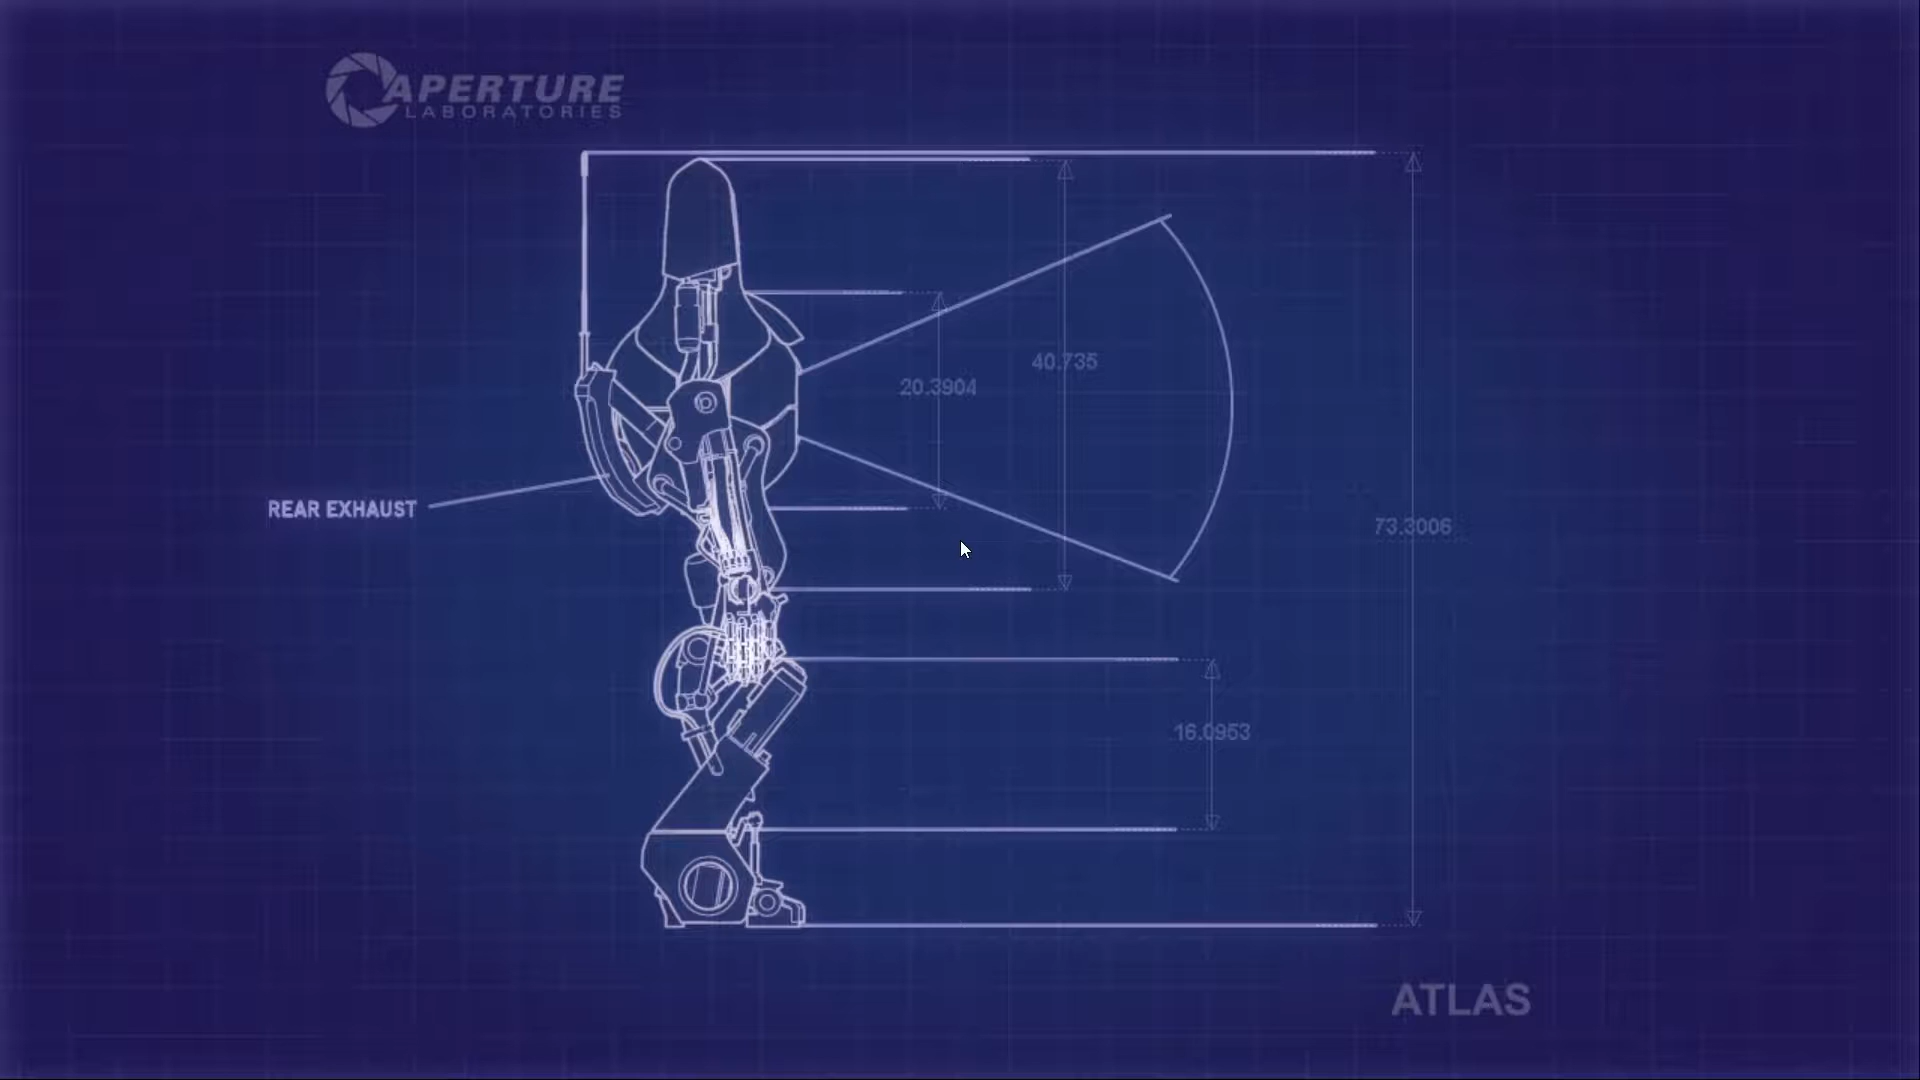 APERTURE
LABORATORIES
40.735
20.3904
REAR EXHAUST
73.3006
16.0953
ATLAS